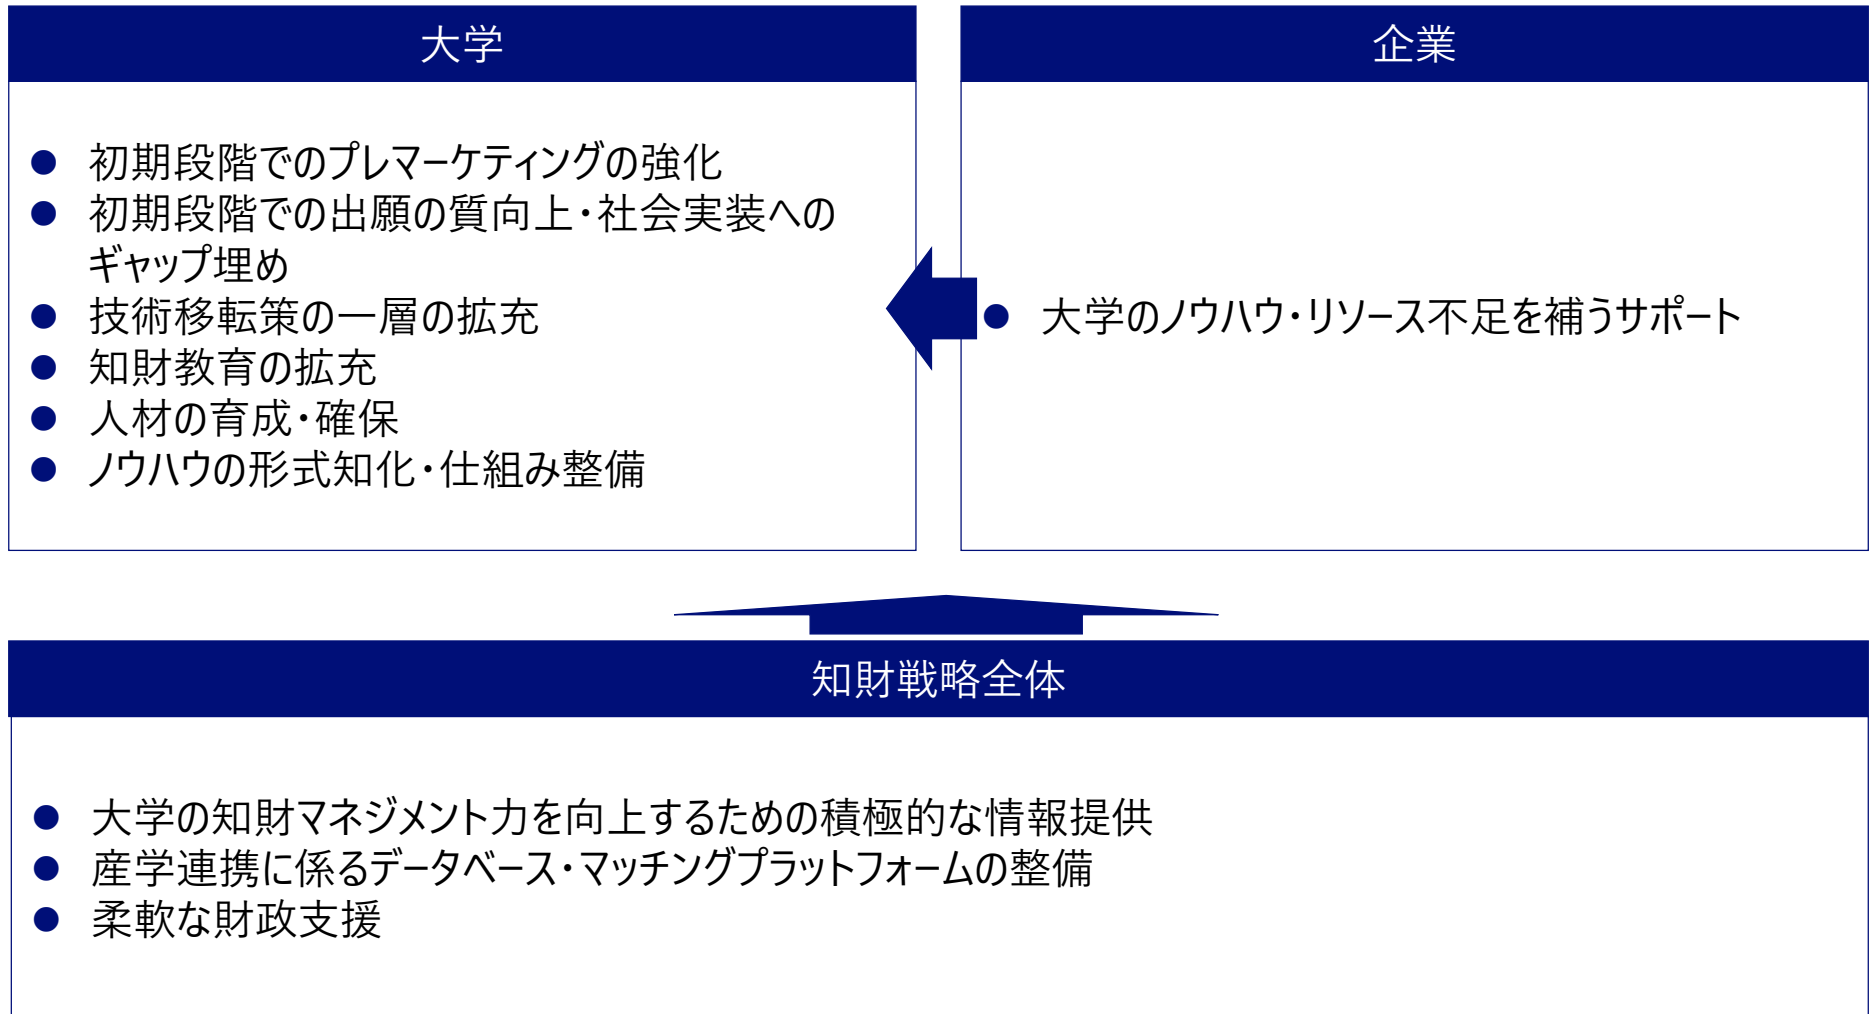 大学
● 初期段階でのプレマーケティングの強化
● 初期段階での出願の質向上・社会実装への
ギャップ埋め
● 技術移転策の一層の拡充
● 知財教育の拡充
● 人材の育成・確保
● ノウハウの形式知化・仕組み整備
企業
● 大学のノウハウ・リソース不足を補うサポート
知財戦略全体
● 大学の知財マネジメント力を向上するための積極的な情報提供
● 産学連携に係るデータベース・マッチングプラットフォームの整備
● 柔軟な財政支援